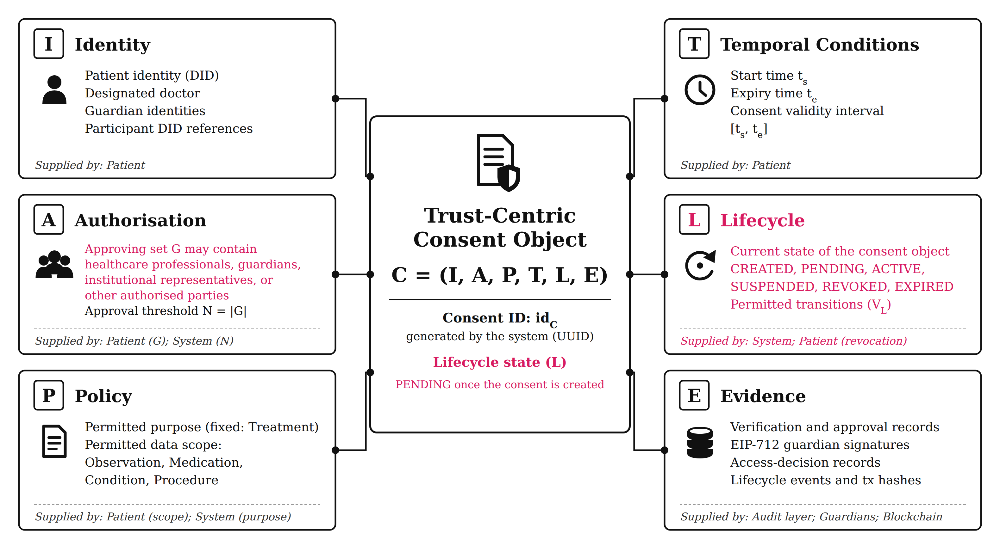 I
Identity
Patient identity (DID)
Designated doctor
Guardian identities
Participant DID references
Supplied by: Patient
A
Authorisation
Approving set G may contain
healthcare professionals, guardians,
institutional representatives, or
other authorised parties
Approval threshold N = |G|
Supplied by: Patient (G); System (N)
P
Policy
Permitted purpose (fixed: Treatment)
Permitted data scope:
Observation, Medication,
Condition, Procedure
Supplied by: Patient (scope); System (purpose)
Trust-Centric
Consent Object
C = (I, A, P, T, L, E)
Consent ID: id_C
generated by the system (UUID)
Lifecycle state (L)
PENDING once the consent is created
T
Temporal Conditions
Start time t_s
Expiry time t_e
Consent validity interval
[t_s, t_e]
Supplied by: Patient
L
Lifecycle
Current state of the consent object
CREATED, PENDING, ACTIVE,
SUSPENDED, REVOKED, EXPIRED
Permitted transitions (V_L)
Supplied by: System; Patient (revocation)
E
Evidence
Verification and approval records
EIP-712 guardian signatures
Access-decision records
Lifecycle events and tx hashes
Supplied by: Audit layer; Guardians; Blockchain